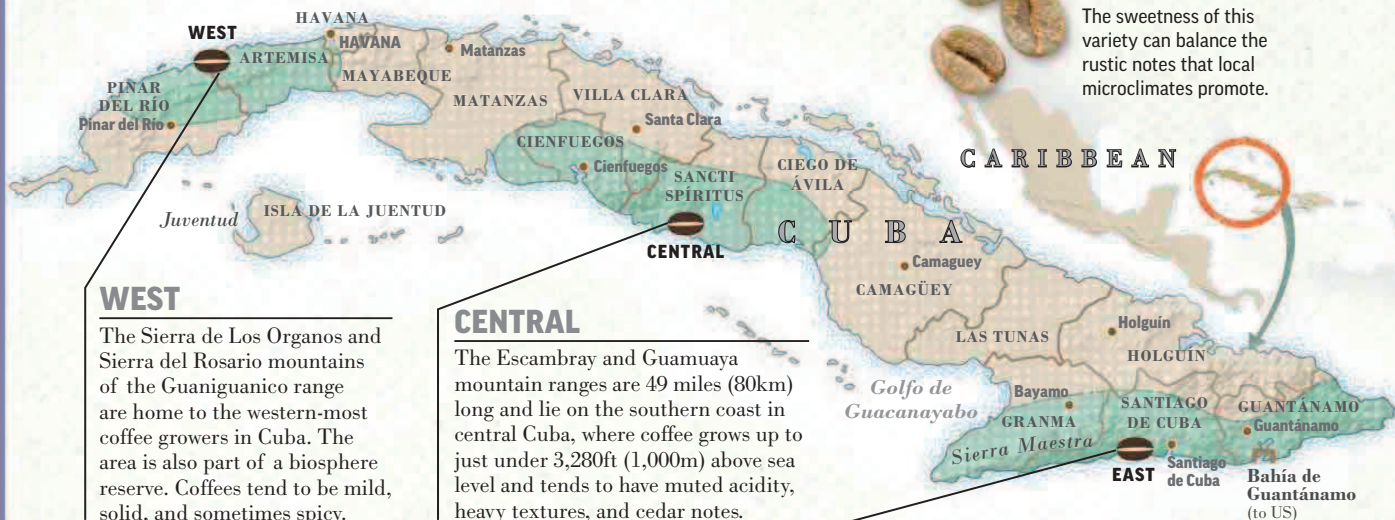 The sweetness of this
variety can balance the
rustic notes that local
microclimates promote.
CARIBBEAN
HAVANA
WEST
HAVANA
Matanzas
ARTEMISA
MAYABEQUE
PINAR
DEL RÍO
Pinar del Río
MATANZAS
VILLA CLARA
Santa Clara
CIENFUEGOS
Cienfuegos
SANCTI
SPÍRITUS
CIEGO DE
ÁVILA
Juventud
ISLA DE LA JUVENTUD
CENTRAL
CUBA
Camaguey
CAMAGÜEY
LAS TUNAS
Holguín
HOLGUÍN
Golfo de
Guacanayabo
Bayamo
GRANMA
Sierra Maestra
SANTIAGO
DE CUBA
GUANTÁNAMO
Guantánamo
EAST
Santiago
de Cuba
Bahía de
Guantánamo
(to US)
WEST
The Sierra de Los Organos and
Sierra del Rosario mountains
of the Guaniguanico range
are home to the western-most
coffee growers in Cuba. The
area is also part of a biosphere
reserve. Coffees tend to be mild,
solid, and sometimes spicy.
CENTRAL
The Escambray and Guamuaya
mountain ranges are 49 miles (80km)
long and lie on the southern coast in
central Cuba, where coffee grows up to
just under 3,280ft (1,000m) above sea
level and tends to have muted acidity,
heavy textures, and cedar notes.